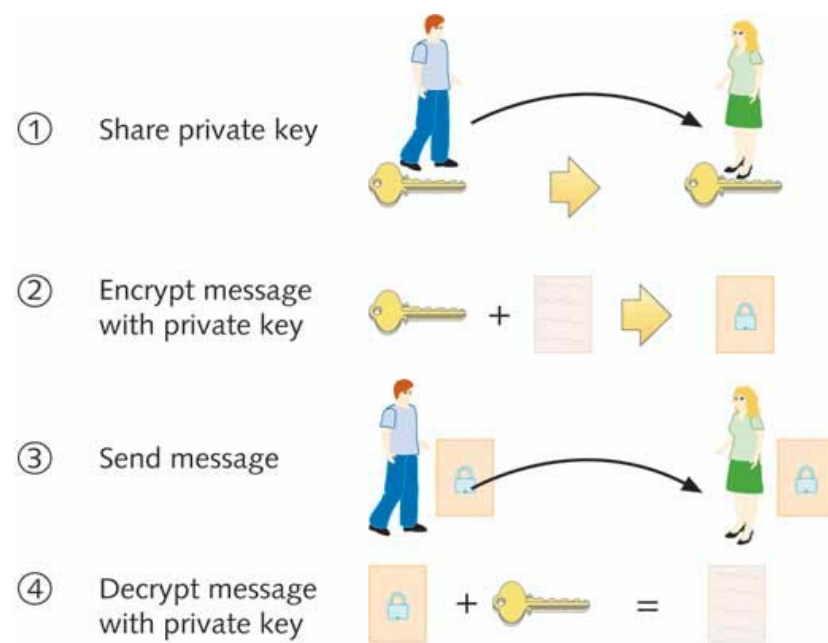 ① Share private key
② Encrypt message
with private key
+
③ Send message
④ Decrypt message
with private key
+ =